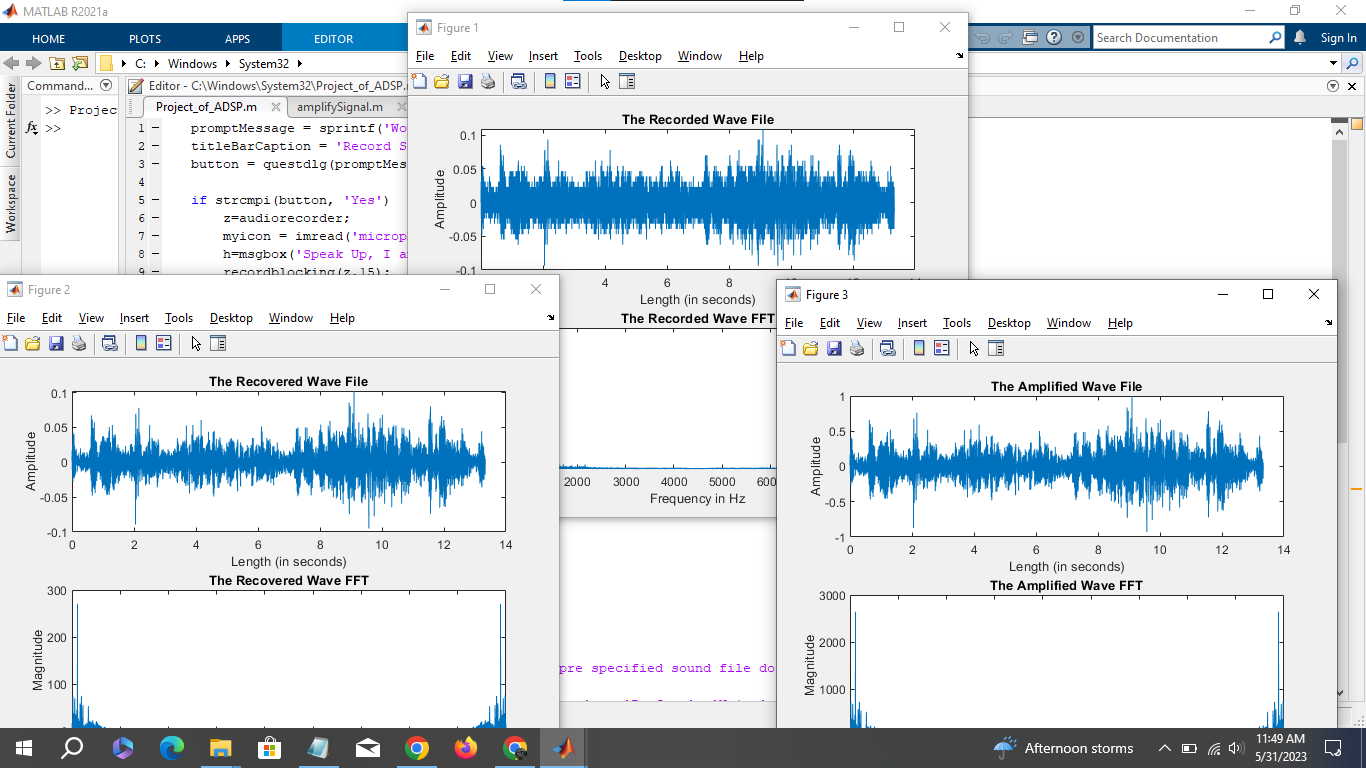 MATLAB R2021a
HOME PLOTS APPS EDITOR
Search Documentation
Sign In
C: Windows System32
Command...
Editor - C:\Windows\System32\Project_of_ADSP.
Current Folder
Workspace
>> Projec
fx >>
Project_of_ADSP.m amplifySignal.m
1 promptMessage = sprintf('Wo
2 titleBarCaption = 'Record S
3 button = questdlg(promptMes
4
5 if strcmpi(button, 'Yes')
6 z=audiorecorder;
7 myicon = imread('microp
8 h=msgbox('Speak Up, I a
9 recordblocking(z,15);
Figure 1
File Edit View Insert Tools Desktop Window Help
The Recorded Wave File
Amplitude
0.1
0.05
0
-0.05
-0.1
4 6 8 10 12 14
Length (in seconds)
The Recorded Wave FFT
2000 3000 4000 5000 600
Frequency in Hz
Figure 2
File Edit View Insert Tools Desktop Window Help
The Recovered Wave File
Amplitude
0.1
0.05
0
-0.05
-0.1
0 2 4 6 8 10 12 14
Length (in seconds)
The Recovered Wave FFT
Magnitude
300
200
100
Figure 3
File Edit View Insert Tools Desktop Window Help
The Amplified Wave File
Amplitude
1
0.5
0
-0.5
-1
0 2 4 6 8 10 12 14
Length (in seconds)
The Amplified Wave FFT
Magnitude
3000
2000
1000
pre specified sound file do
Afternoon storms
11:49 AM
5/31/2023